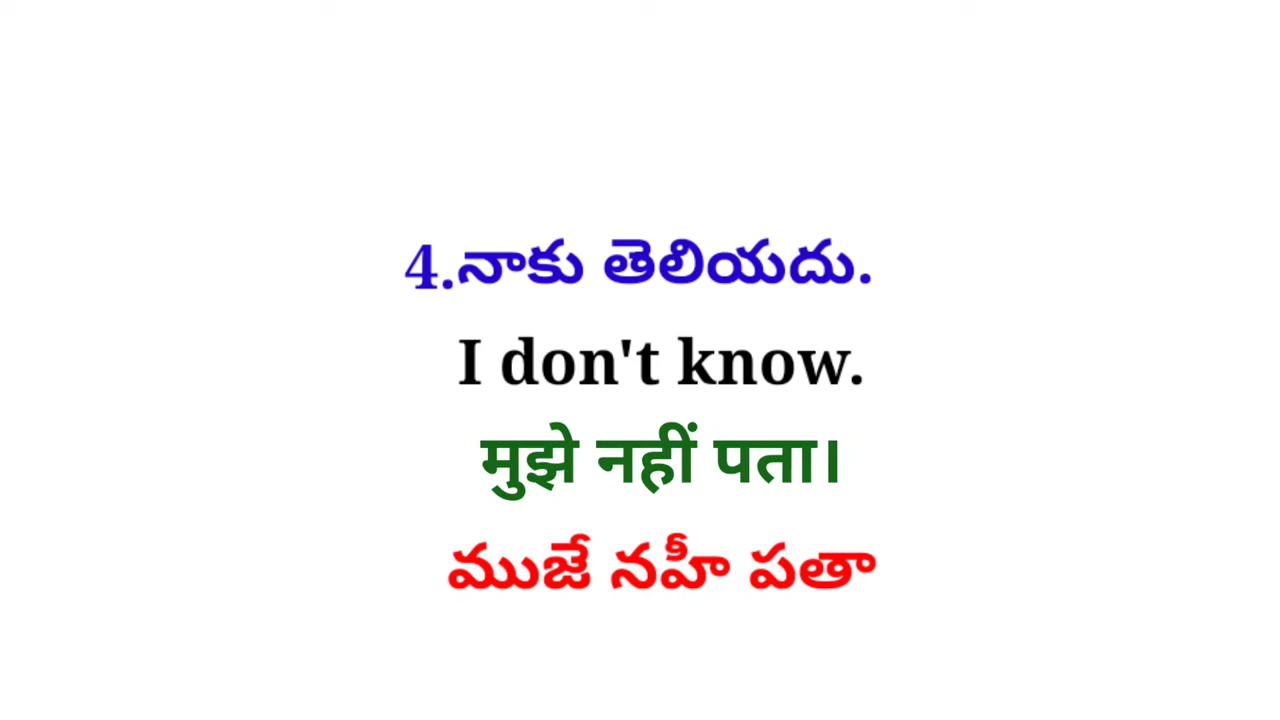 4.నాకు తెలియదు.
I don't know.
मुझे नहीं पता।
ముజే నహీ పతా